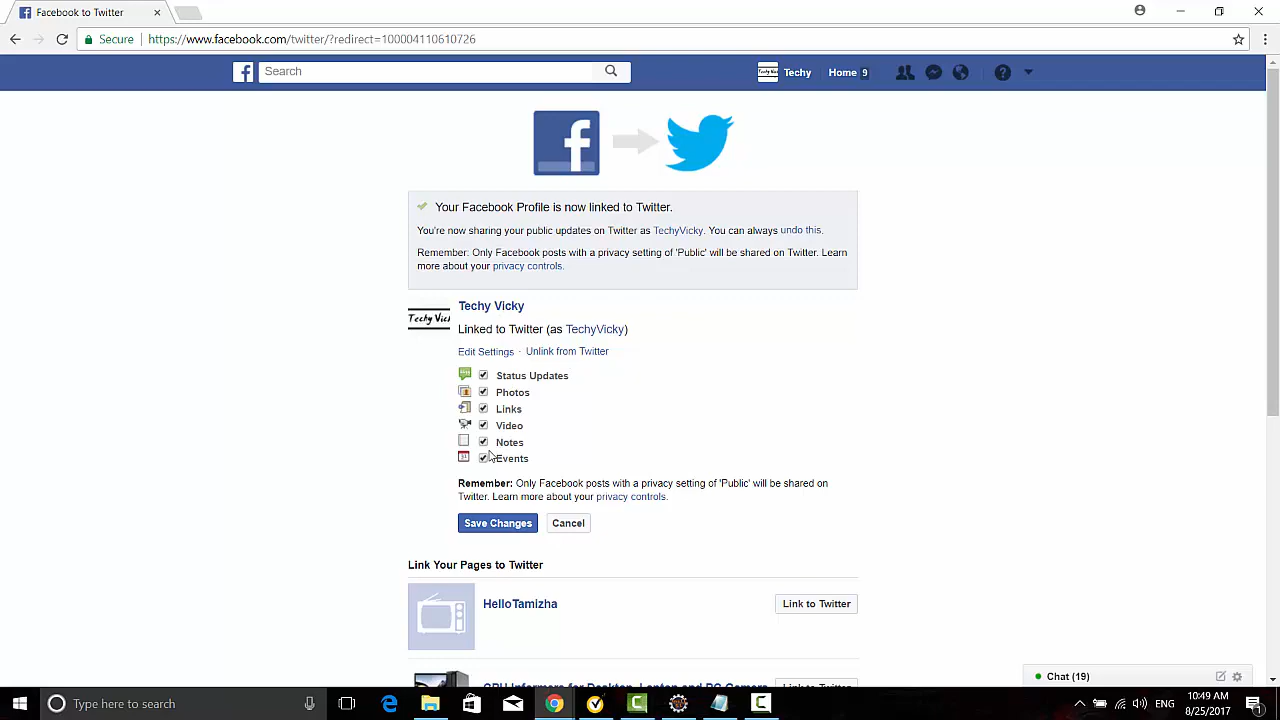 Facebook to Twitter
Secure
https://www.facebook.com/twitter/?redirect=100004110610726
Search
Techy
Home 9
Your Facebook Profile is now linked to Twitter.
You're now sharing your public updates on Twitter as TechyVicky. You can always undo this.
Remember: Only Facebook posts with a privacy setting of 'Public' will be shared on Twitter. Learn
more about your privacy controls.
Techy Vicky
Linked to Twitter (as TechyVicky)
Edit Settings · Unlink from Twitter
Status Updates
Photos
Links
Video
Notes
Events
Remember: Only Facebook posts with a privacy setting of 'Public' will be shared on
Twitter. Learn more about your privacy controls.
Save Changes
Cancel
Link Your Pages to Twitter
HelloTamizha
Link to Twitter
Link to Twitter
Chat (19)
Type here to search
10:49 AM
8/25/2017